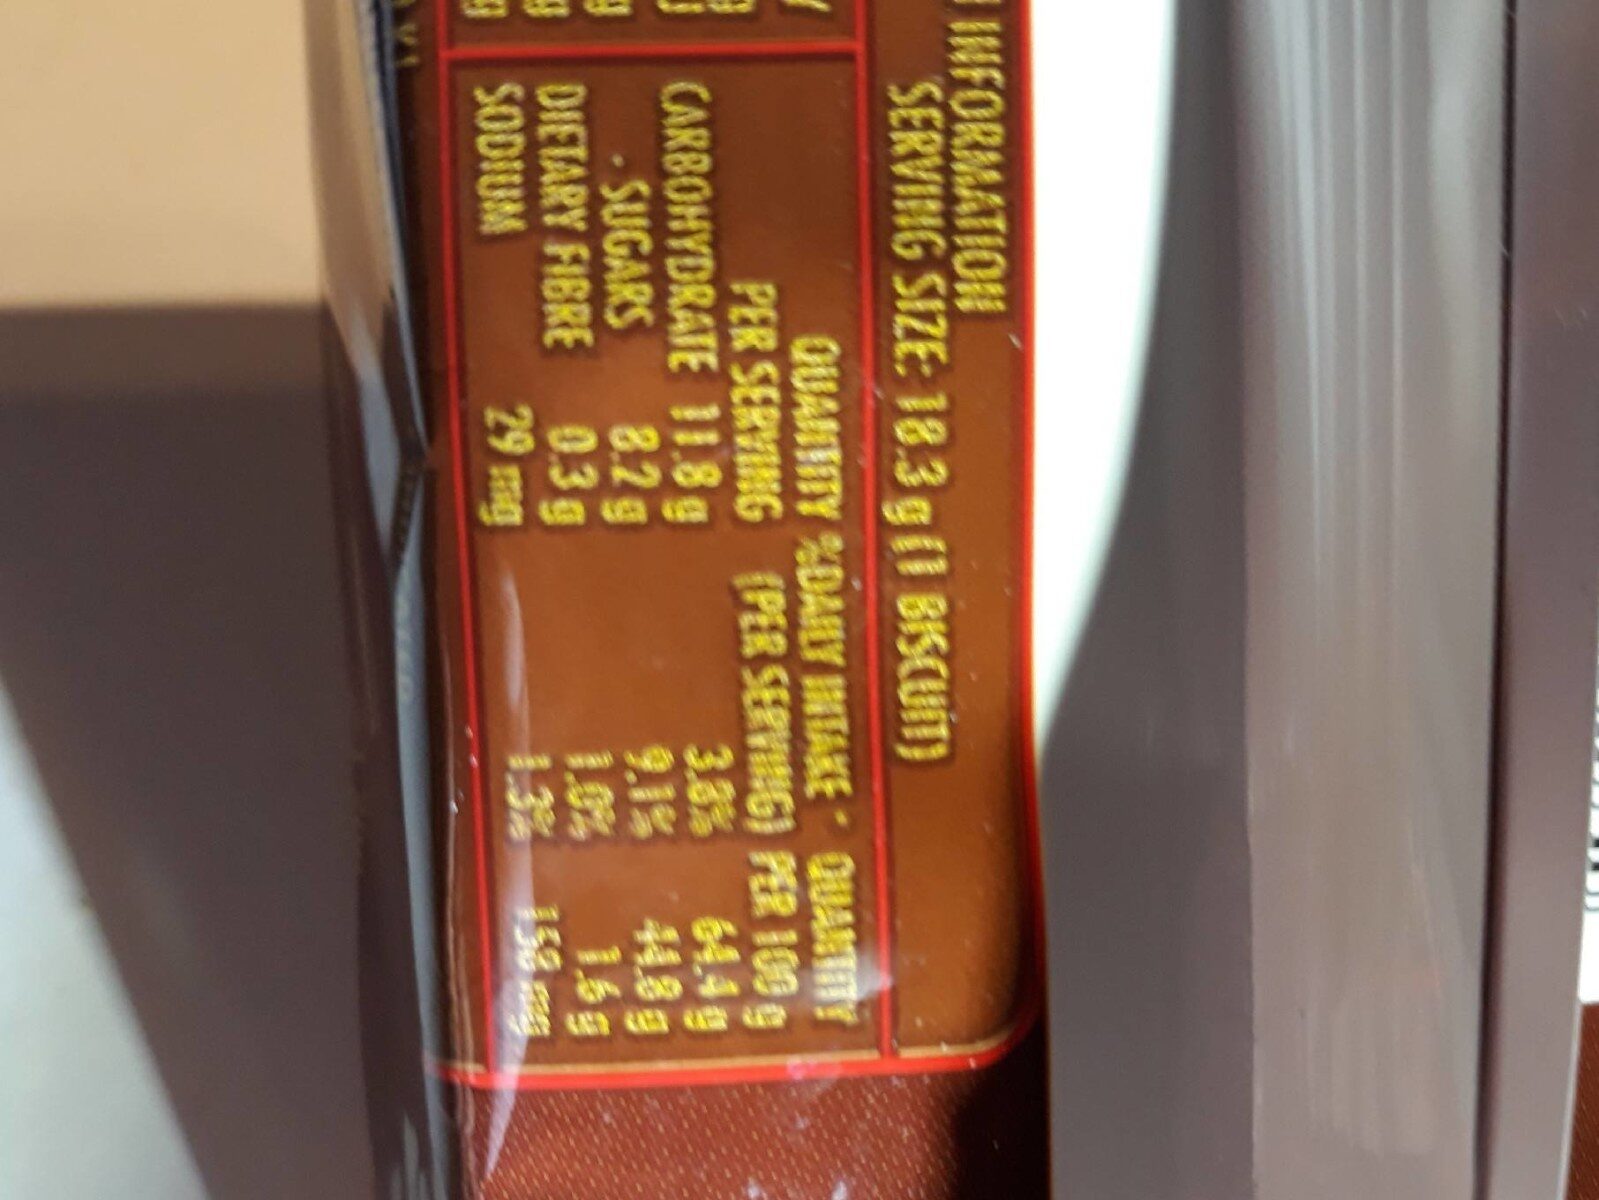 INFORMATION
SERVING SIZE: 18.3 g (1 BISCUIT)
QUANTITY %DAILY INTAKE * QUANTITY
PER SERVING (PER SERVING) PER 100 g
CARBOHYDRATE 11.8 g 3.8% 64.4 g
- SUGARS 8.2 g 9.1% 44.8 g
DIETARY FIBRE 0.3 g 1.0% 1.6 g
SODIUM 29 mg 1.3% 158 mg